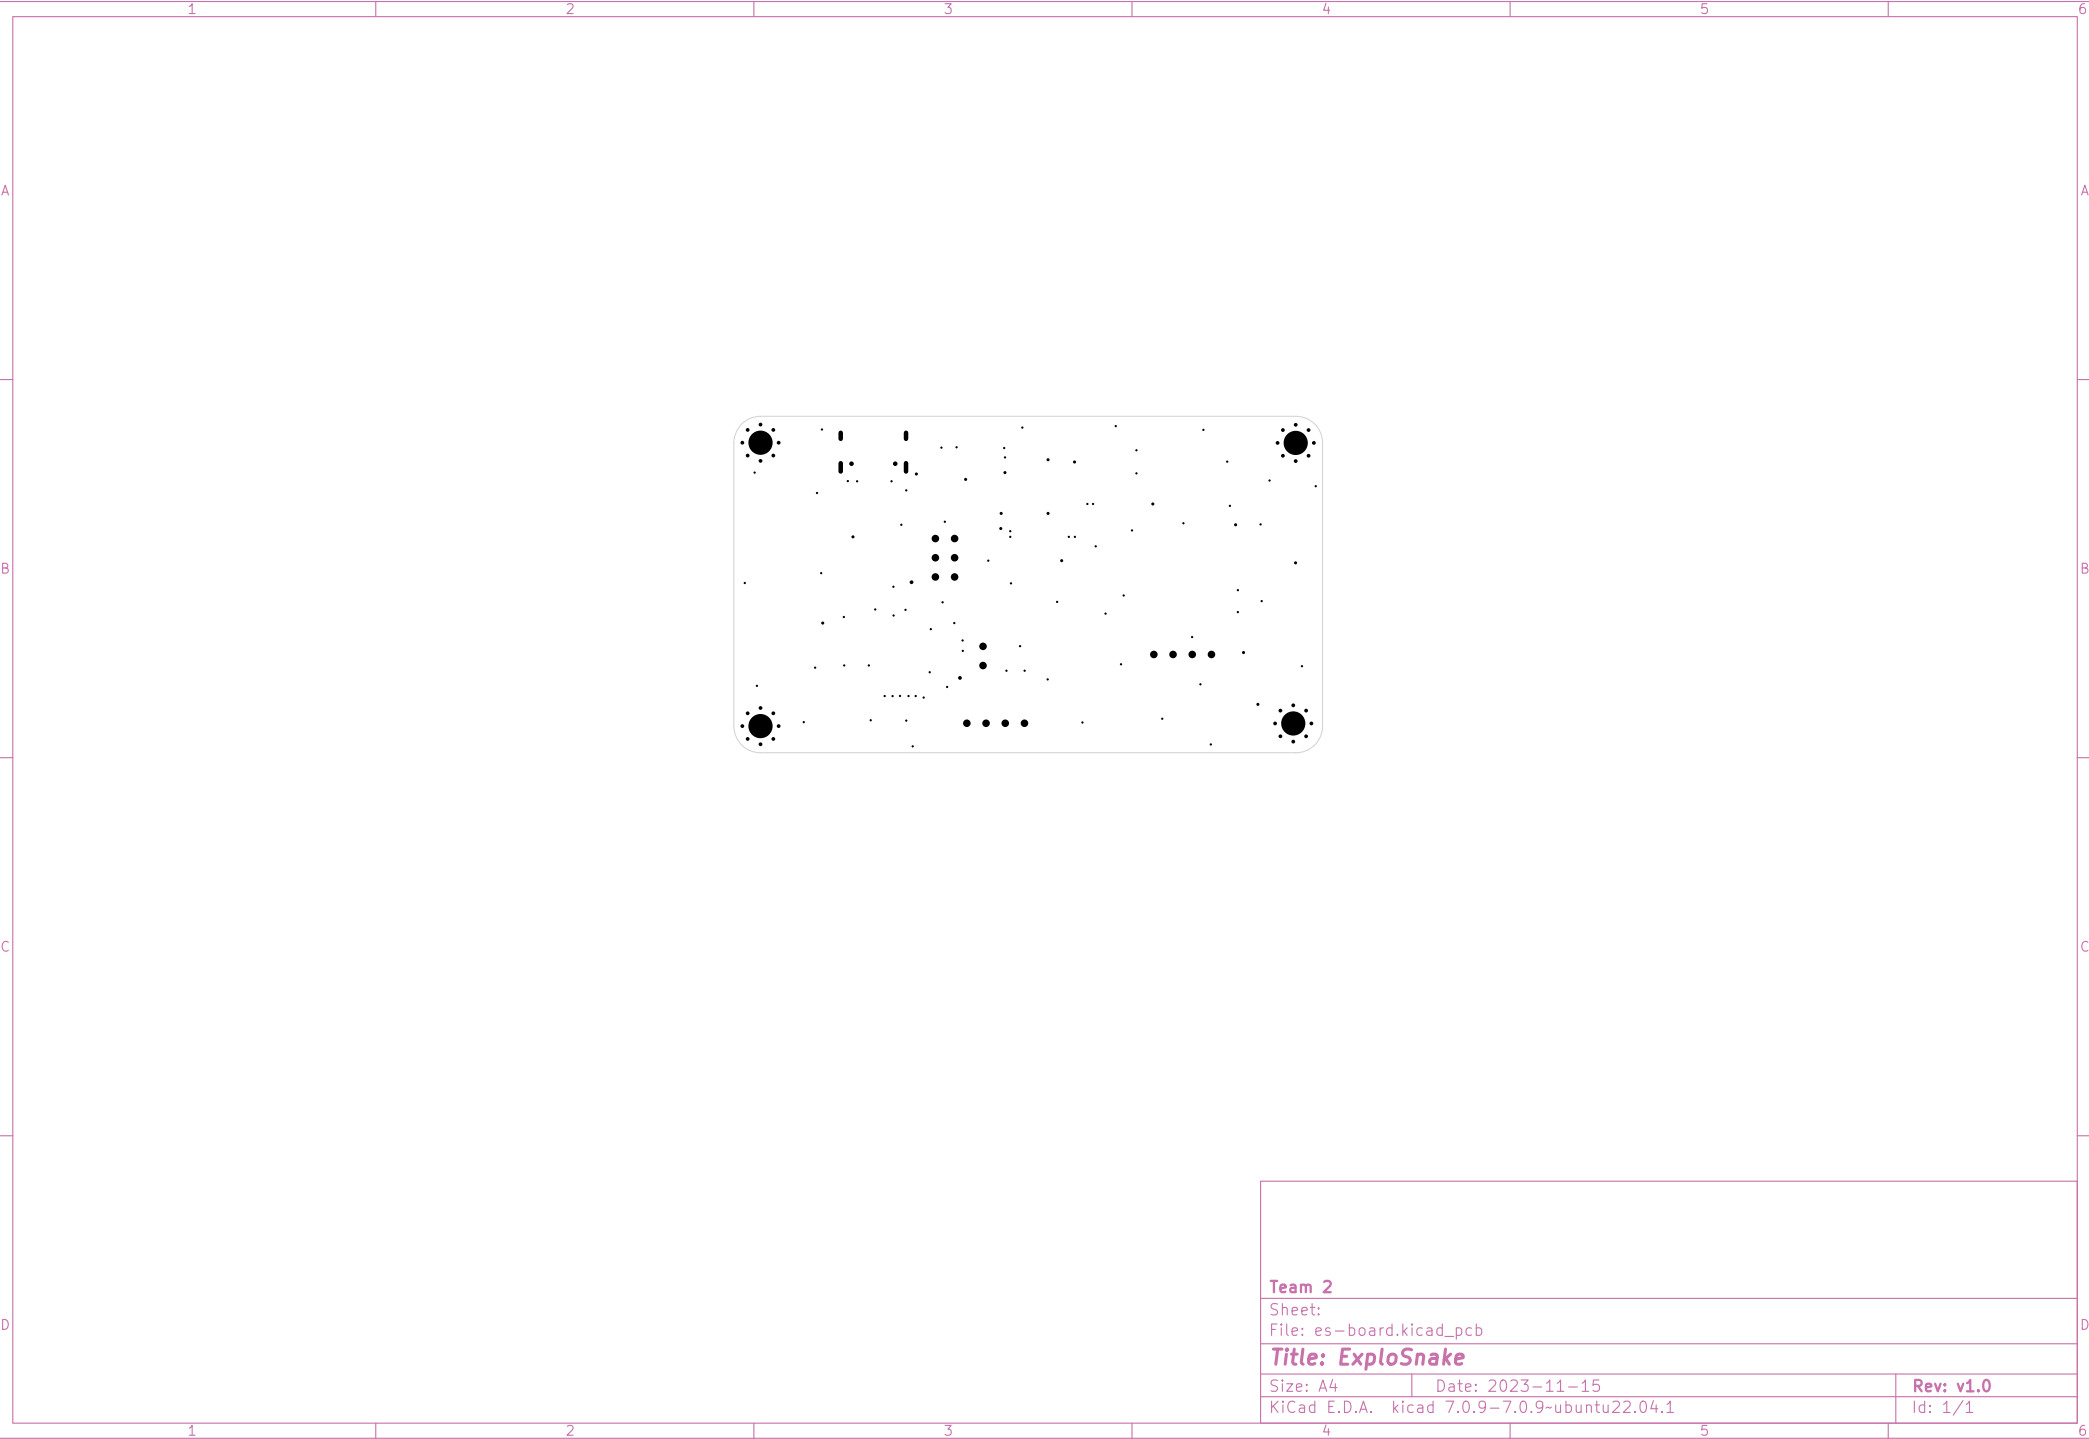 1 2 3 4 5 6
A A
B B
C C
D D
Team 2
Sheet:
File: es-board.kicad_pcb
Title: ExploSnake
Size: A4 Date: 2023-11-15 Rev: v1.0
KiCad E.D.A. kicad 7.0.9-7.0.9~ubuntu22.04.1 Id: 1/1
1 2 3 4 5 6